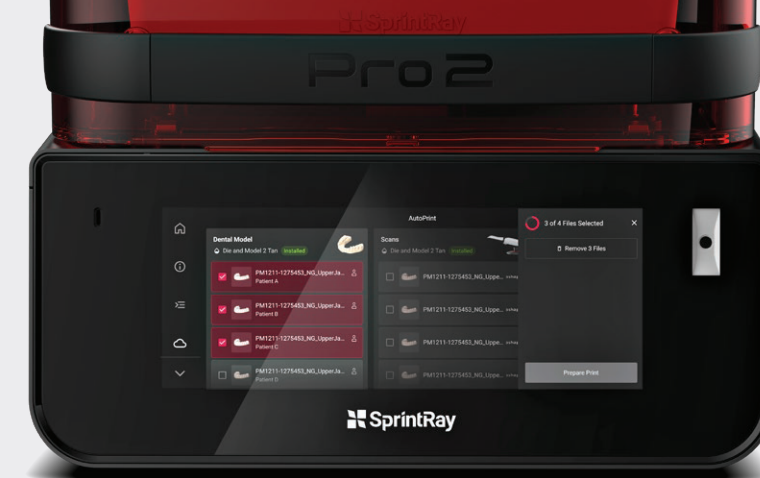 SprintRay
Pro 2
AutoPrint
Dental Model
Die and Model 2 Tan Installed
PM1211-1275453_NG_UpperJa...
Patient A
PM1211-1275453_NG_UpperJa...
Patient B
PM1211-1275453_NG_UpperJa...
Patient C
PM1211-1275453_NG_UpperJa...
Patient D
Scans
Die and Model 2 Tan Installed
PM1211-1275453_NG_Uppe...
PM1211-1275453_NG_Uppe...
PM1211-1275453_NG_Uppe...
PM1211-1275453_NG_Uppe...
3 of 4 Files Selected
Remove 3 Files
Prepare Print
SprintRay